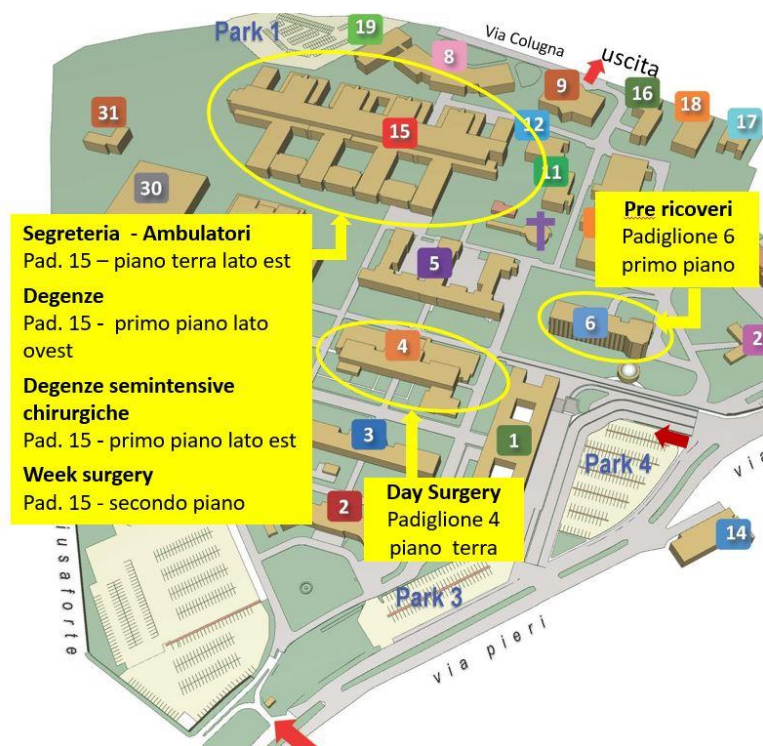 Park 1
19
8
Via Colugna
uscita
9
16
18
17
15
12
31
11
30
Segreteria - Ambulatori
Pad. 15 – piano terra lato est
Degenze
Pad. 15 - primo piano lato
ovest
Degenze semintensive
chirurgiche
Pad. 15 - primo piano lato est
Week surgery
Pad. 15 - secondo piano
Pre ricoveri
Padiglione 6
primo piano
5
6
4
3
1
2
Park 4
Day Surgery
Padiglione 4
piano terra
14
Park 3
via pieri
iusaforte